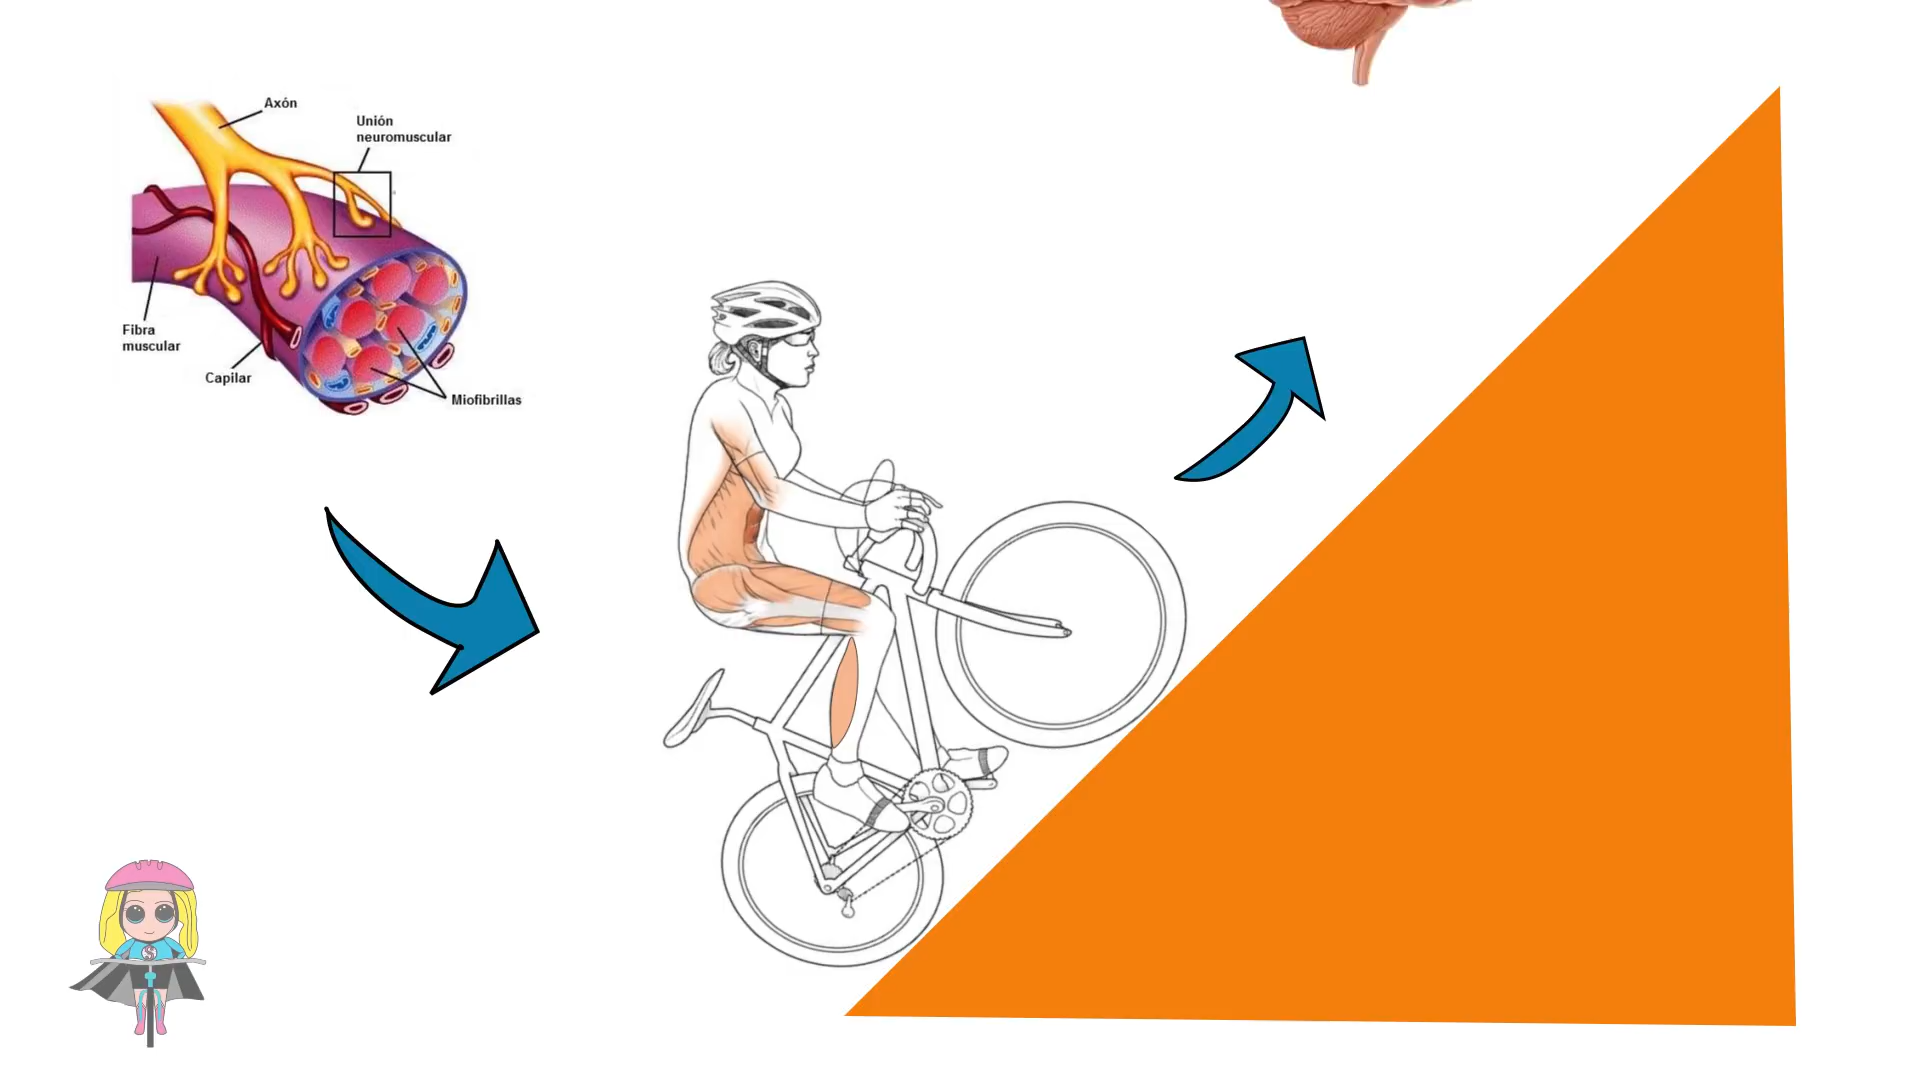 Axón
Unión
neuromuscular
Fibra
muscular
Capilar
Miofibrillas
S